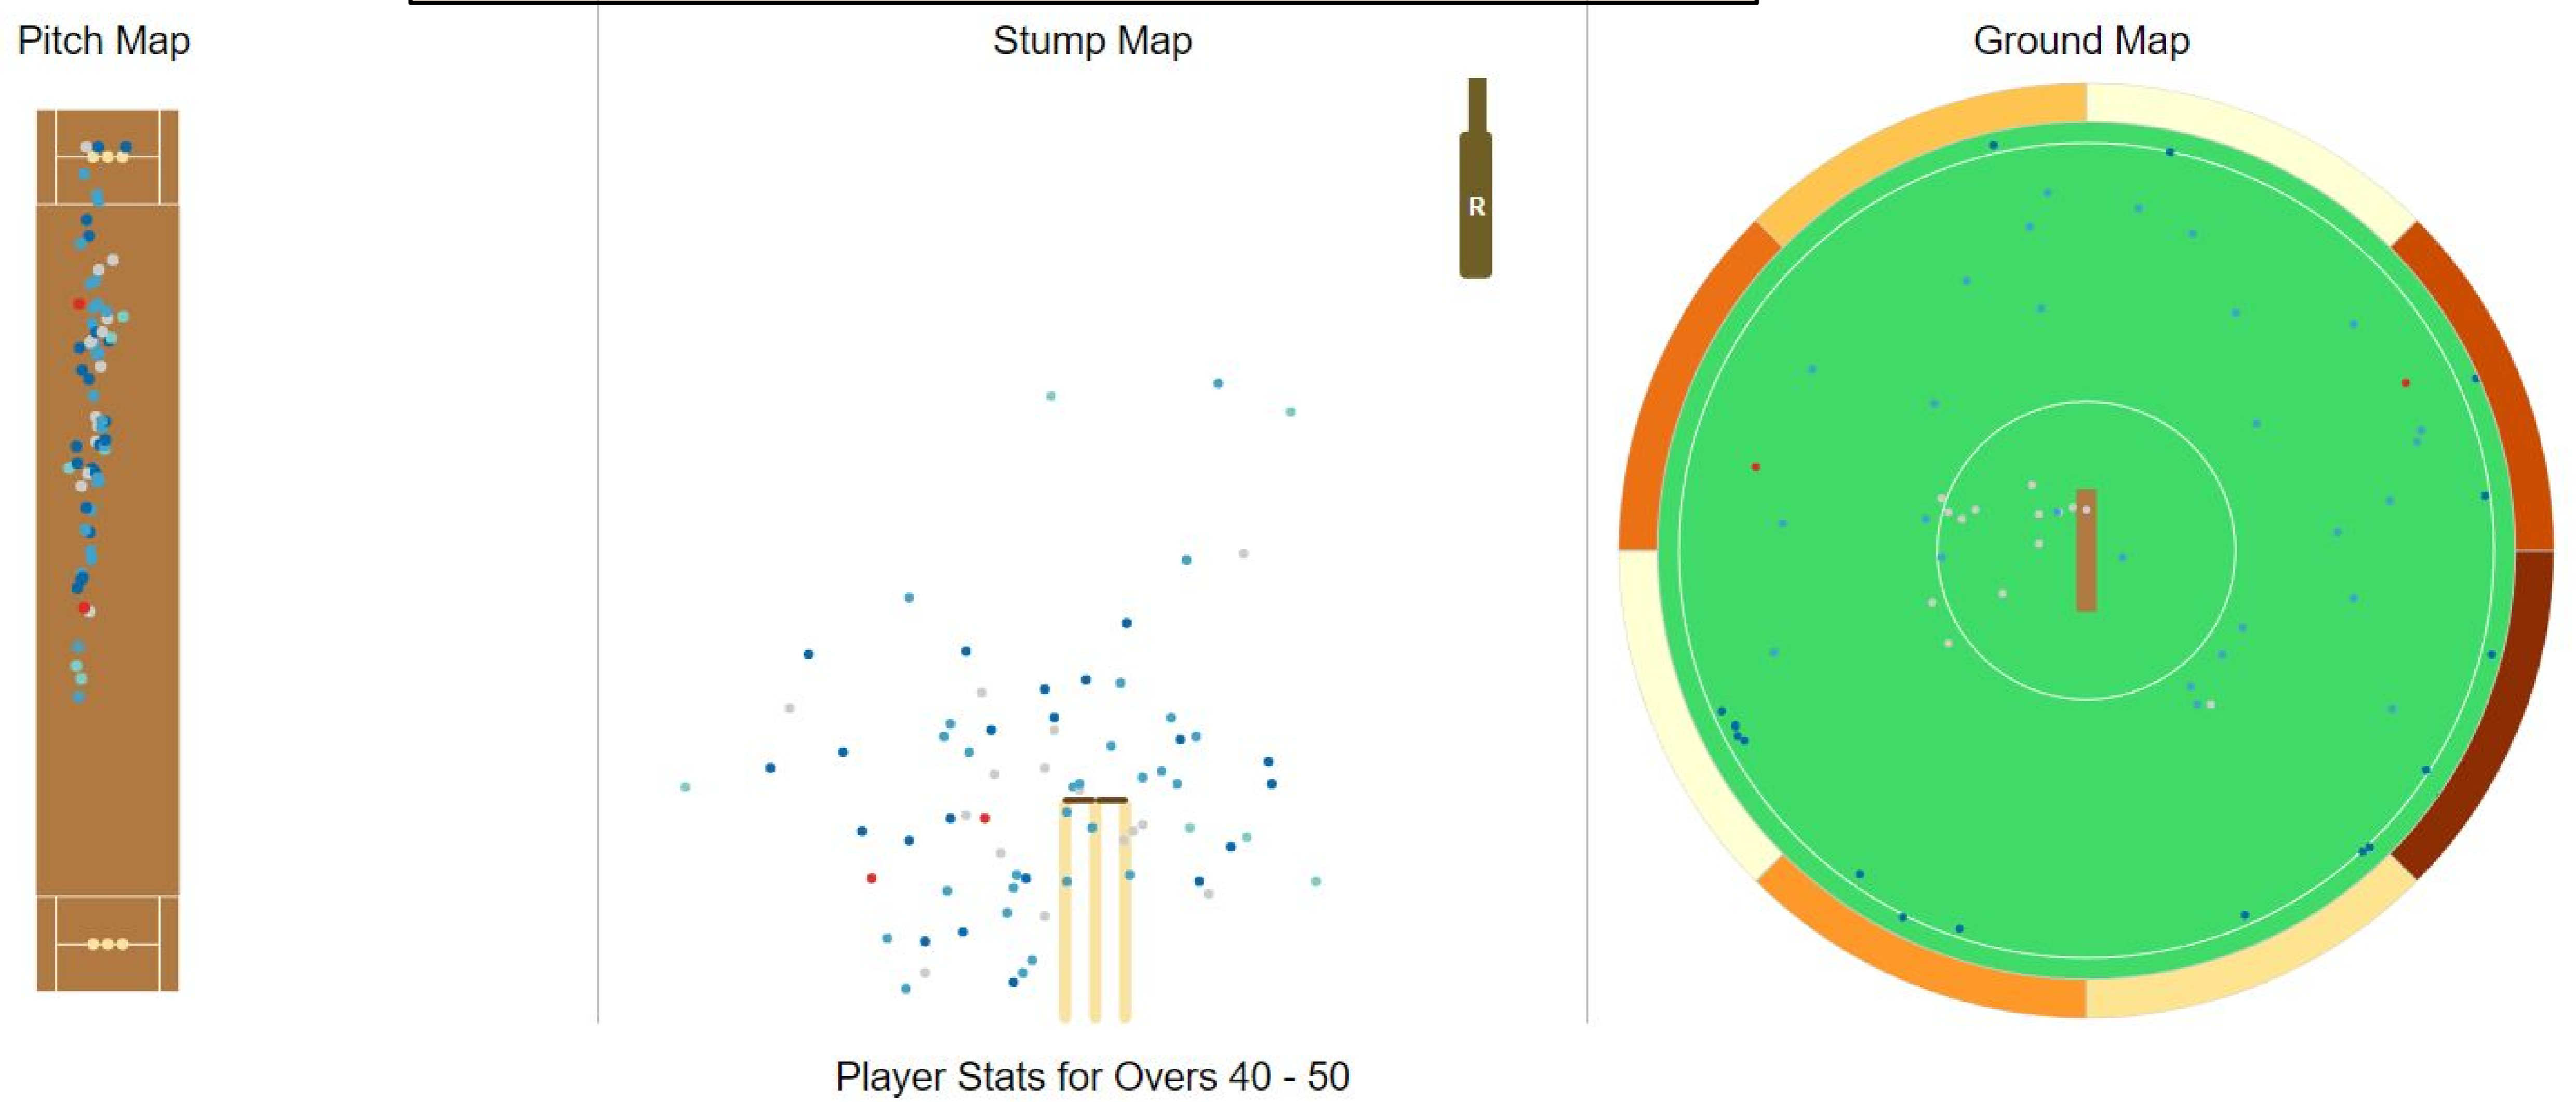 Pitch Map
Stump Map
Ground Map
R
Player Stats for Overs 40 - 50